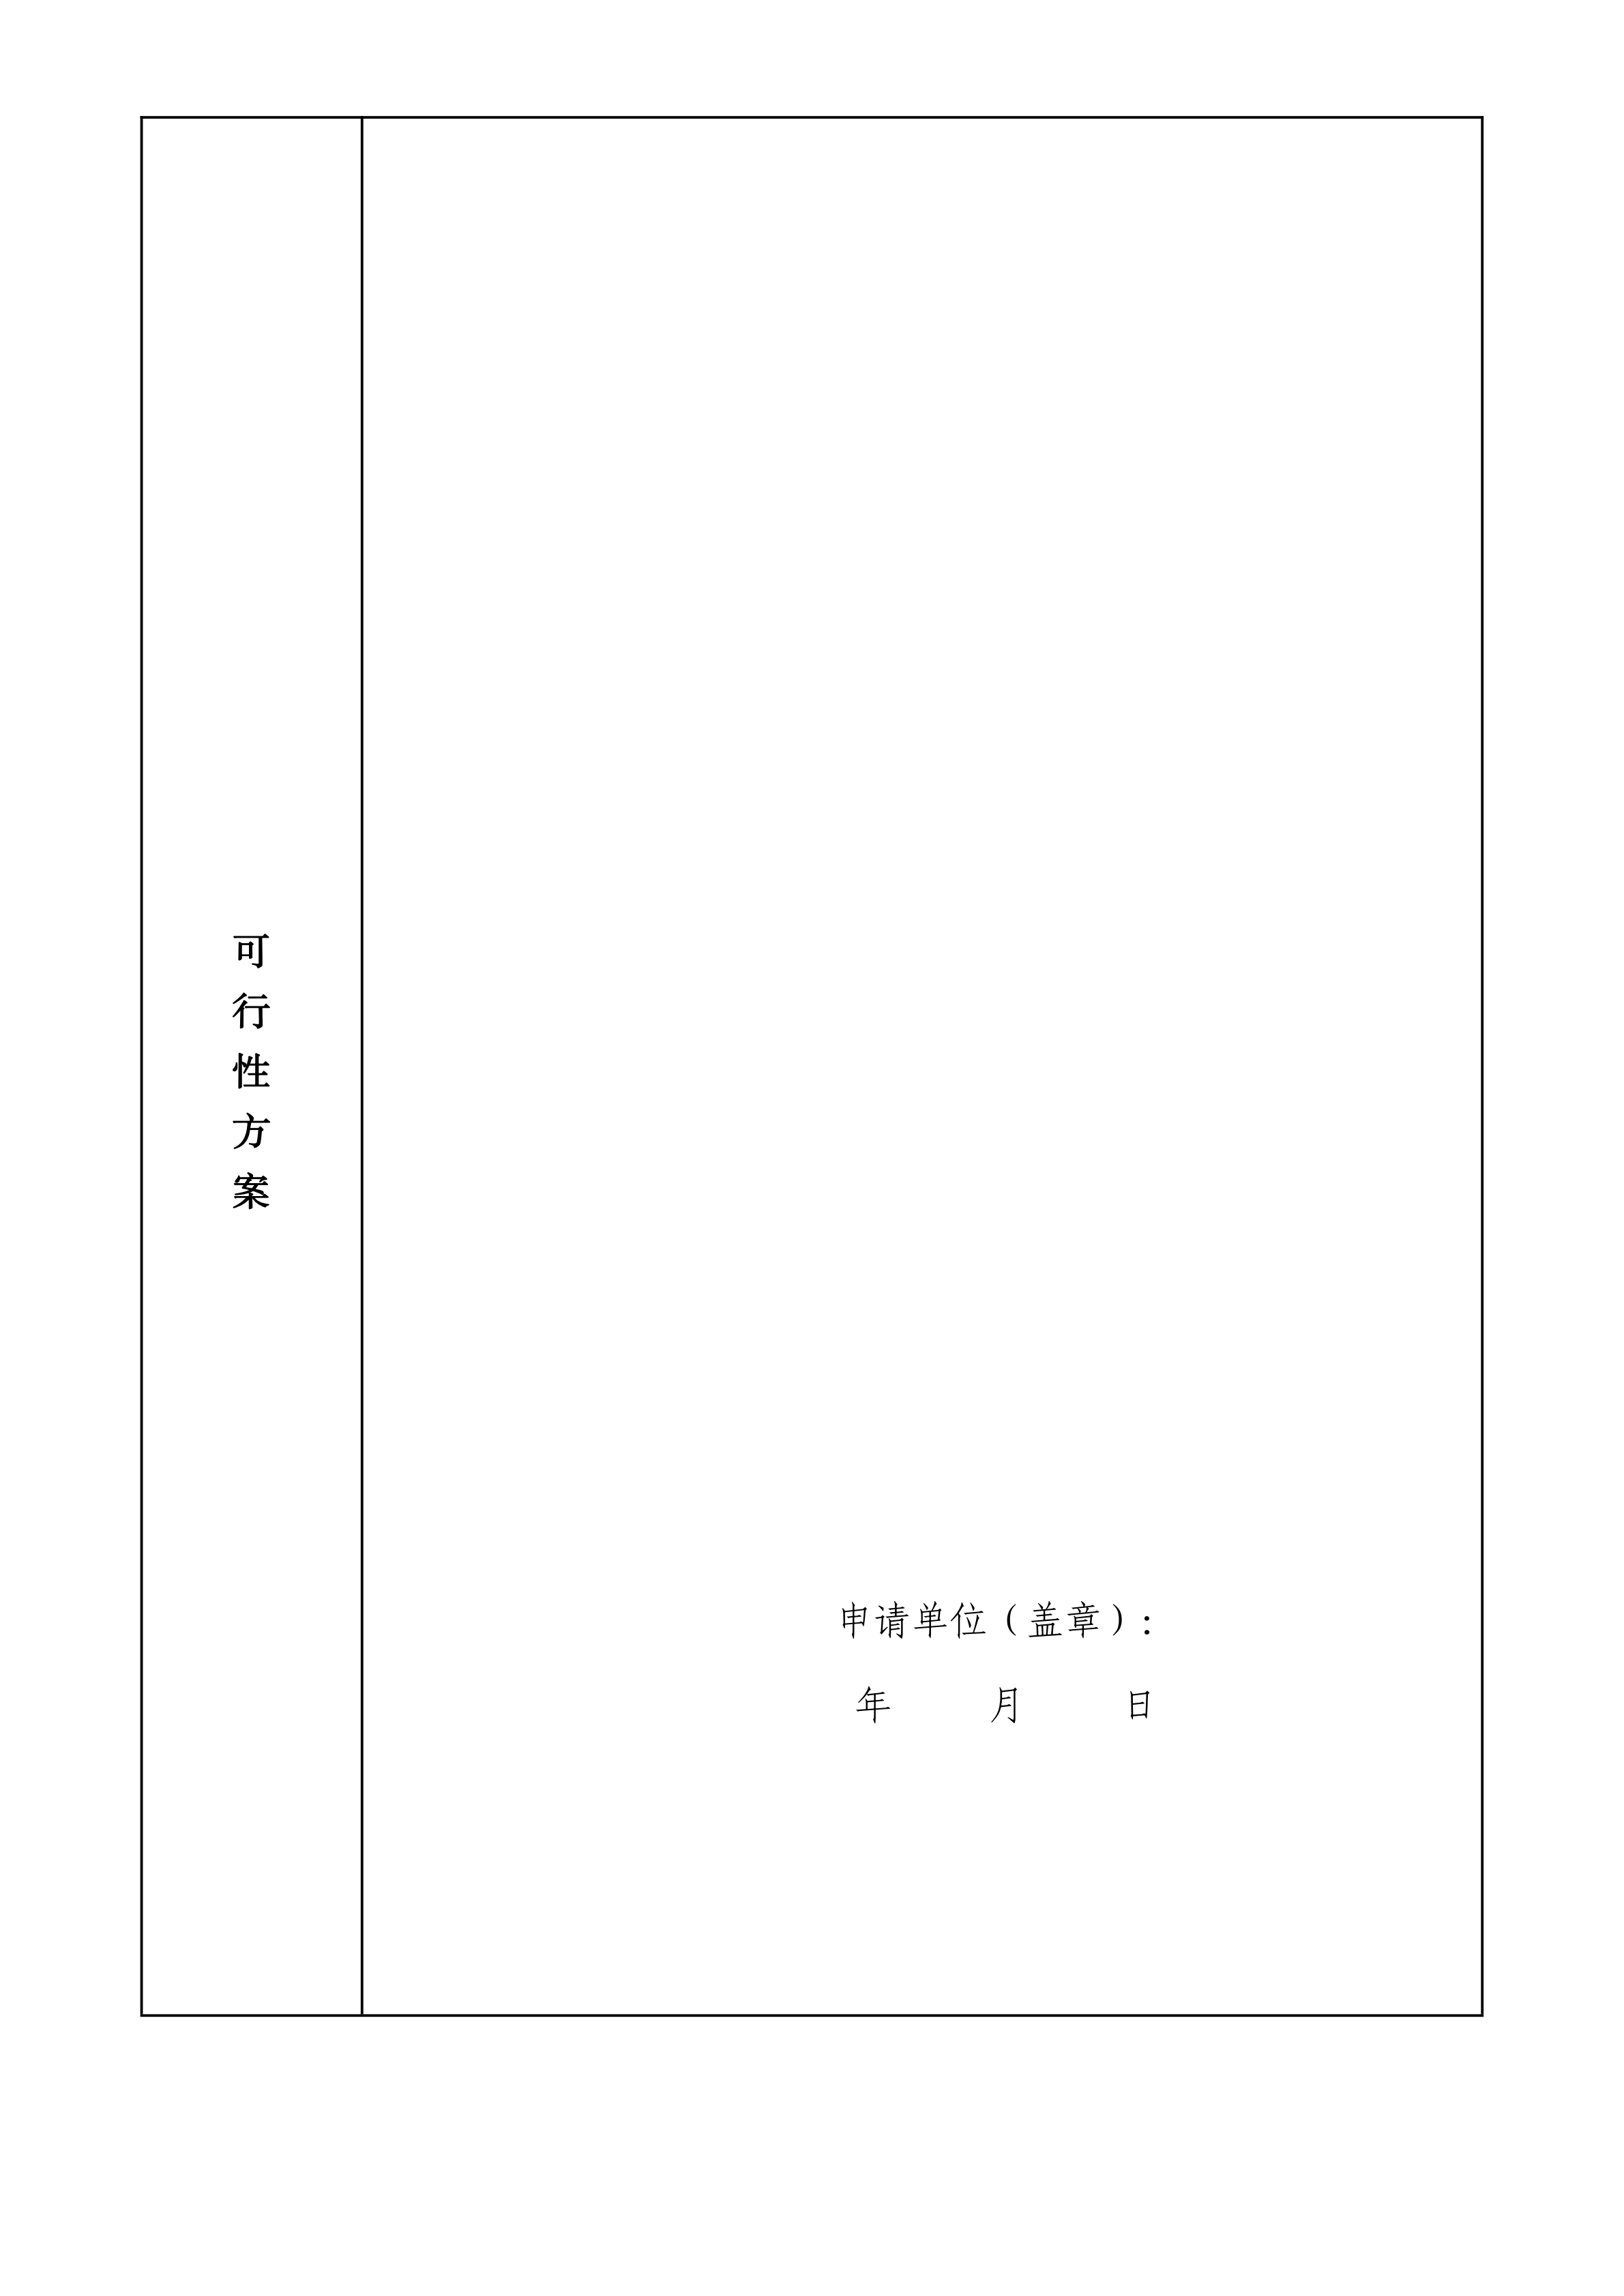 可
行
性
方
案
申请单位（盖章）：
年 月 日